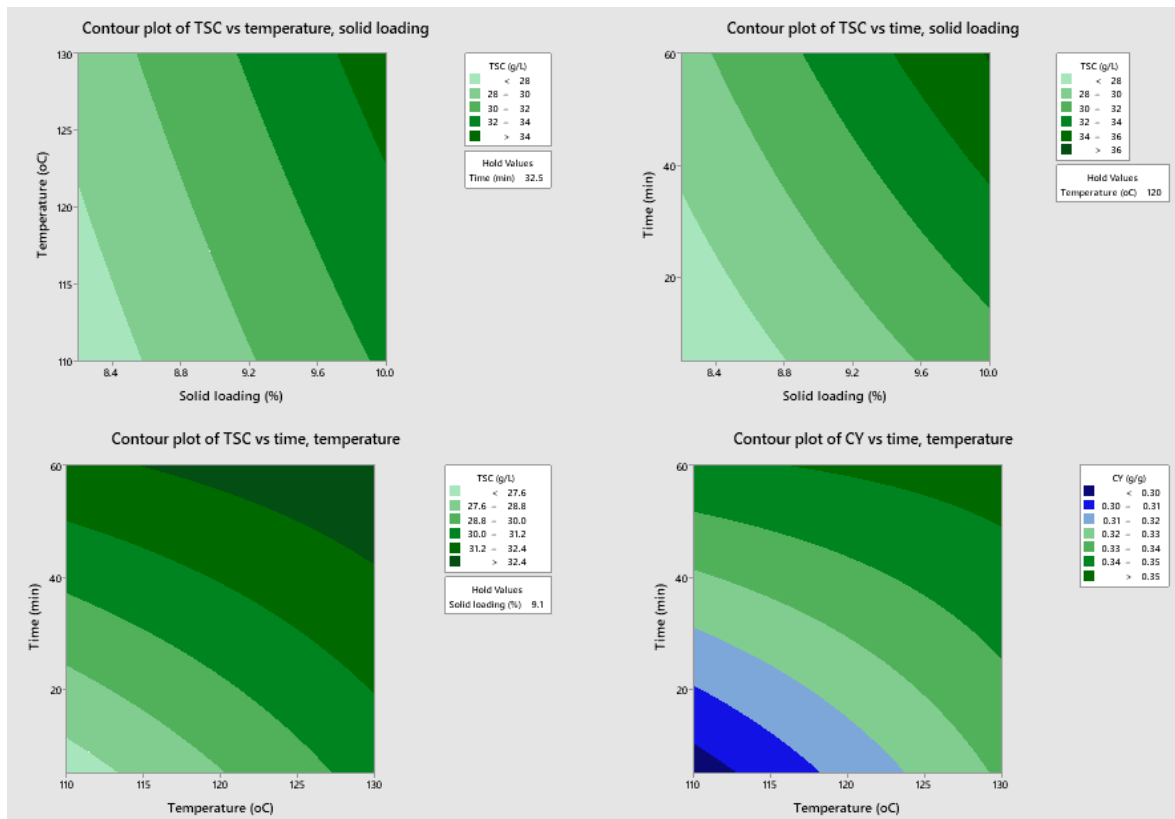 Contour plot of TSC vs temperature, solid loading
130
125
120
115
110
Temperature (oC)
8.4 8.8 9.2 9.6 10.0
Solid loading (%)
TSC (g/L)
< 28
28 – 30
30 – 32
32 – 34
> 34
Hold Values
Time (min) 32.5
Contour plot of TSC vs time, solid loading
60
40
20
Time (min)
8.4 8.8 9.2 9.6 10.0
Solid loading (%)
TSC (g/L)
< 28
28 – 30
30 – 32
32 – 34
34 – 36
> 36
Hold Values
Temperature (oC) 120
Contour plot of TSC vs time, temperature
60
40
20
Time (min)
110 115 120 125 130
Temperature (oC)
TSC (g/L)
< 27.6
27.6 – 28.8
28.8 – 30.0
30.0 – 31.2
31.2 – 32.4
> 32.4
Hold Values
Solid loading (%) 9.1
Contour plot of CY vs time, temperature
60
40
20
Time (min)
110 115 120 125 130
Temperature (oC)
CY (g/g)
< 0.30
0.30 – 0.31
0.31 – 0.32
0.32 – 0.33
0.33 – 0.34
0.34 – 0.35
> 0.35